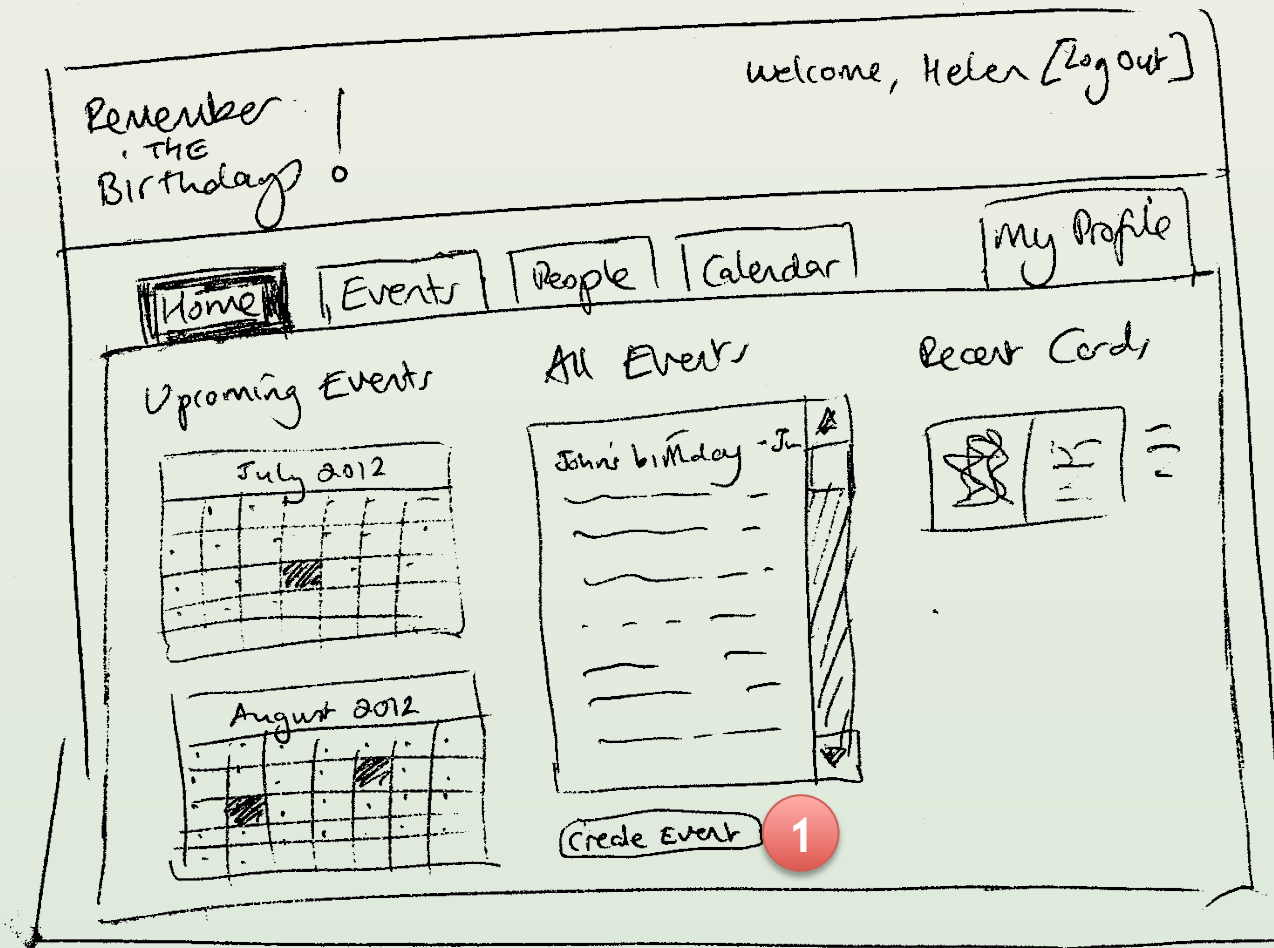 Remember
THE
Birthdays !
Welcome, Helen [Log Out]
Home
Events
People
Calendar
My Profile
Upcoming Events
July 2012
August 2012
All Events
John's birthday - Ju
Create Event
1
Recent Cards